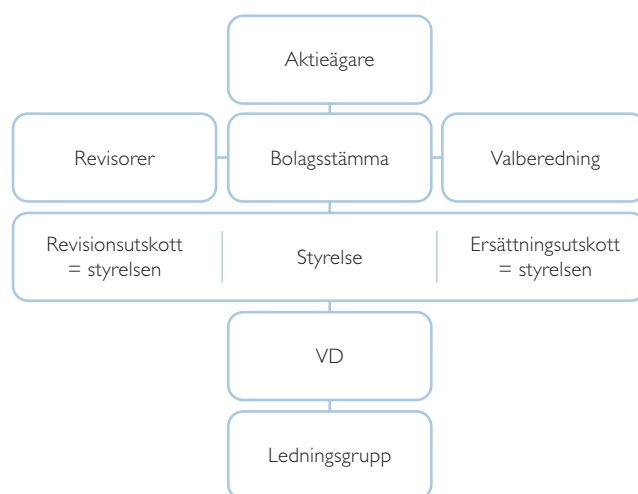 Aktieägare
Revisorer
Bolagsstämma
Valberedning
Revisionsutskott
= styrelsen
Styrelse
Ersättningsutskott
= styrelsen
VD
Ledningsgrupp